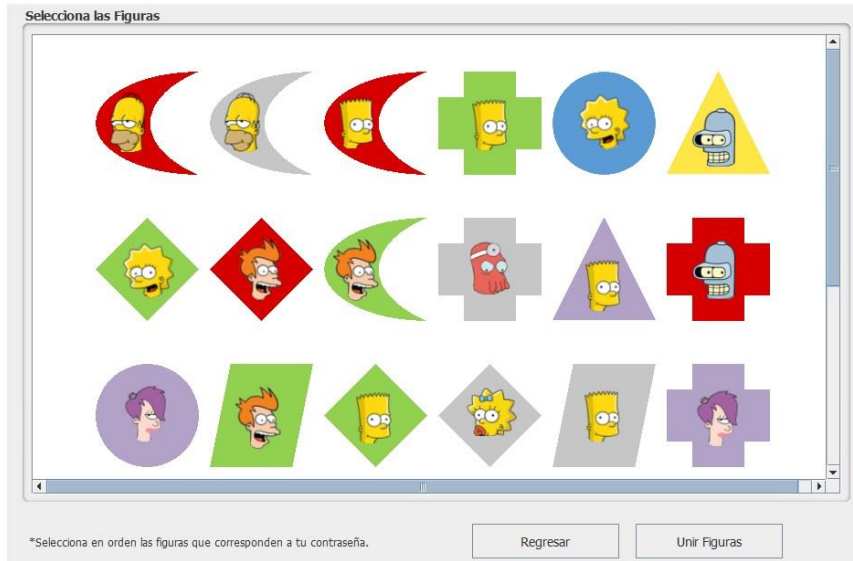 Selecciona las Figuras
*Selecciona en orden las figuras que corresponden a tu contraseña.
Regresar
Unir Figuras